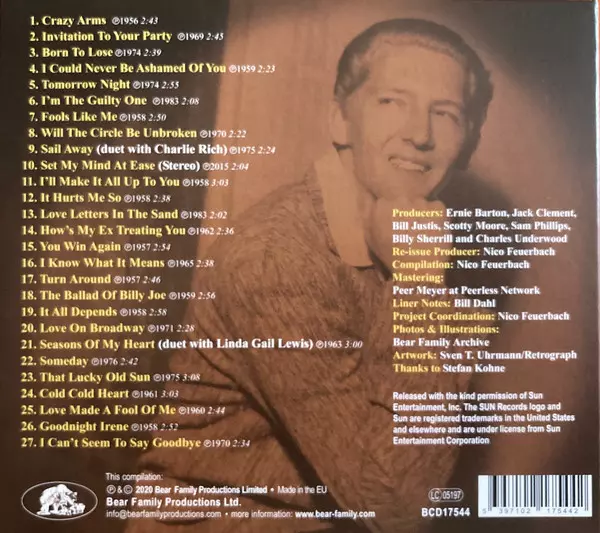 1. Crazy Arms ℗1956 2:43
2. Invitation To Your Party ℗1969 2:45
3. Born To Lose ℗1974 2:39
4. I Could Never Be Ashamed Of You ℗1959 2:23
5. Tomorrow Night ℗1974 2:55
6. I'm The Guilty One ℗1983 2:08
7. Fools Like Me ℗1958 2:50
8. Will The Circle Be Unbroken ℗1970 2:22
9. Sail Away (duet with Charlie Rich) ℗1975 2:24
10. Set My Mind At Ease (Stereo) ℗2015 2:04
11. I'll Make It All Up To You ℗1958 3:03
12. It Hurts Me So ℗1958 2:38
13. Love Letters In The Sand ℗1983 2:02
14. How's My Ex Treating You ℗1962 2:36
15. You Win Again ℗1957 2:54
16. I Know What It Means ℗1965 2:38
17. Turn Around ℗1957 2:46
18. The Ballad Of Billy Joe ℗1959 2:56
19. It All Depends ℗1958 2:58
20. Love On Broadway ℗1971 2:28
21. Seasons Of My Heart (duet with Linda Gail Lewis) ℗1963 3:00
22. Someday ℗1976 2:42
23. That Lucky Old Sun ℗1975 3:08
24. Cold Cold Heart ℗1961 3:03
25. Love Made A Fool Of Me ℗1960 2:44
26. Goodnight Irene ℗1958 2:52
27. I Can't Seem To Say Goodbye ℗1970 2:34
Producers: Ernie Barton, Jack Clement,
Bill Justis, Scotty Moore, Sam Phillips,
Billy Sherrill and Charles Underwood
Re-issue Producer: Nico Feuerbach
Compilation: Nico Feuerbach
Mastering:
Peer Meyer at Peerless Network
Liner Notes: Bill Dahl
Project Coordination: Nico Feuerbach
Photos & Illustrations:
Bear Family Archive
Artwork: Sven T. Uhrmann/Retrograph
Thanks to Stefan Kohne
Released with the kind permission of Sun
Entertainment, Inc. The SUN Records logo and
Sun are registered trademarks in the United States
and elsewhere and are under license from Sun
Entertainment Corporation
This compilation:
℗ & © 2020 Bear Family Productions Limited • Made in the EU
Bear Family Productions Ltd.
info@bearfamilyproductions.com • more information: www.bear-family.com
LC 05197
BCD17544
5 397102 175442